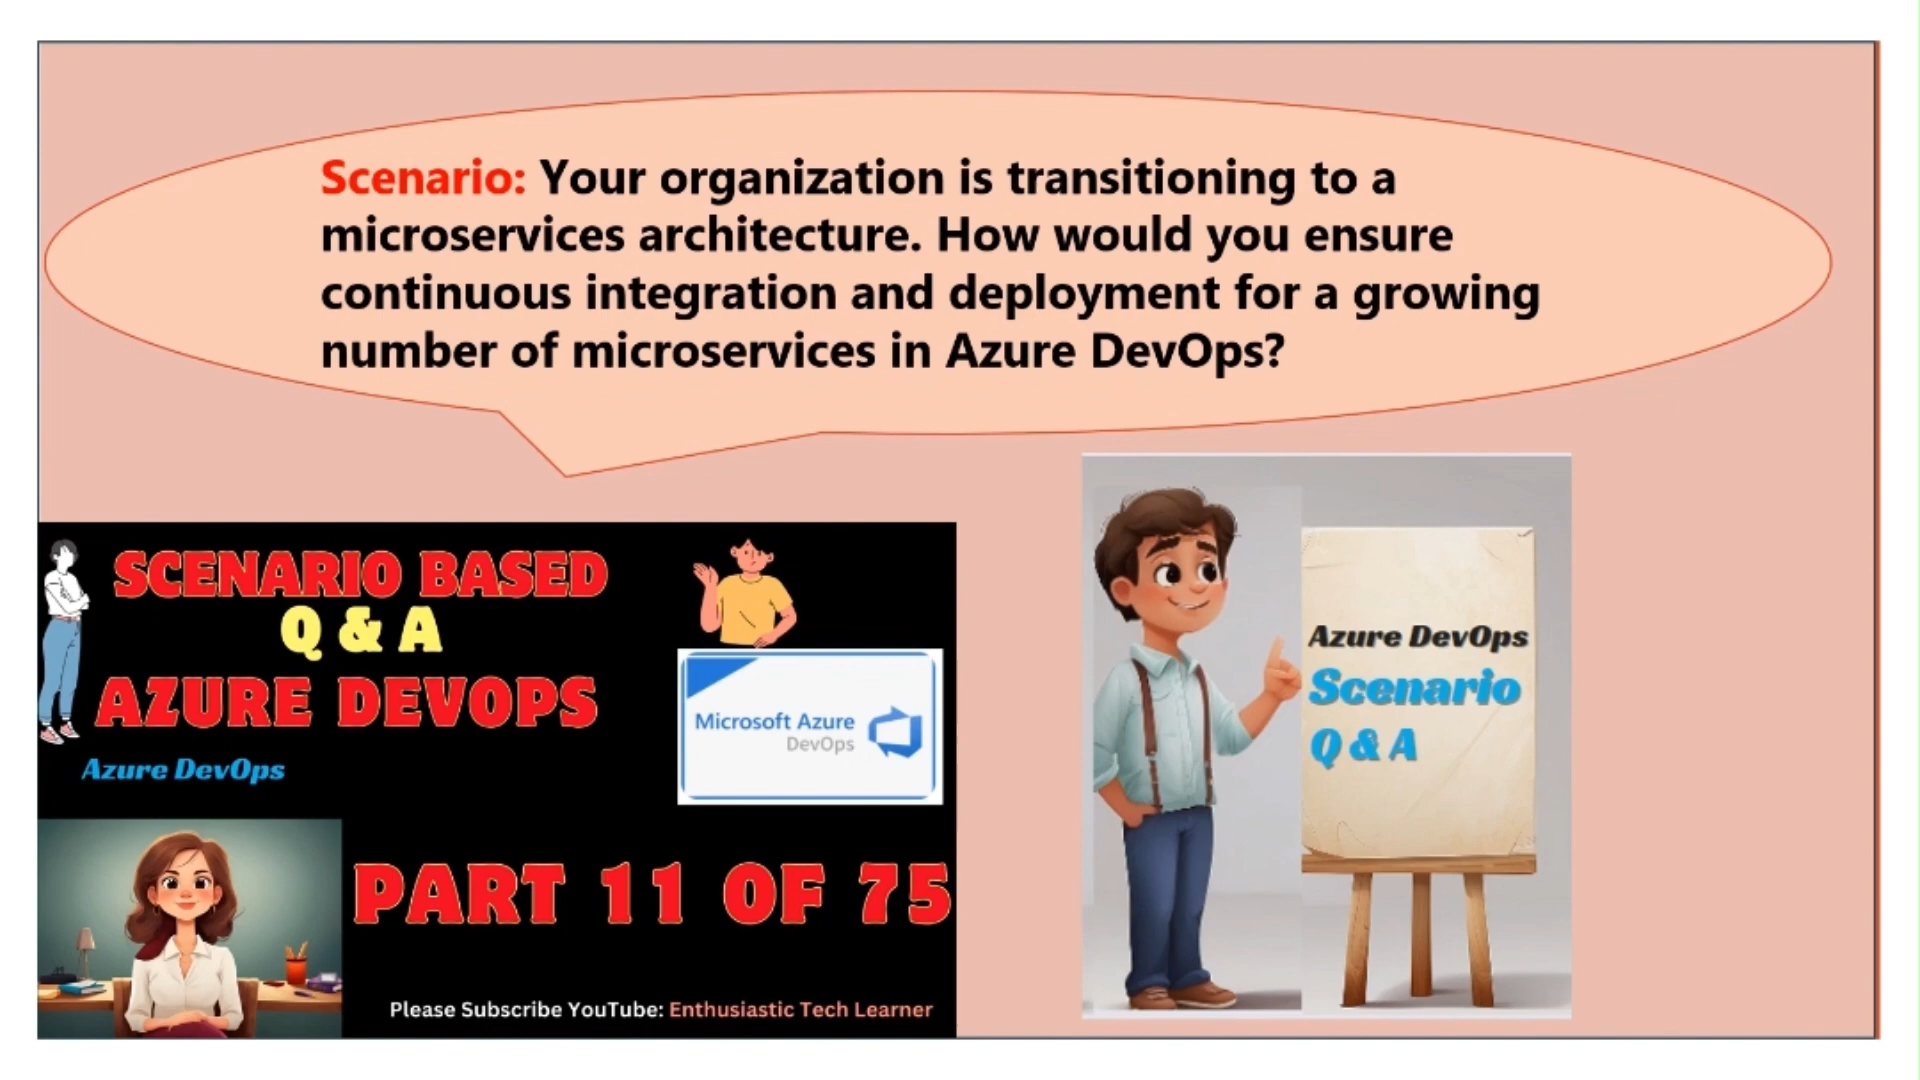 Scenario: Your organization is transitioning to a
microservices architecture. How would you ensure
continuous integration and deployment for a growing
number of microservices in Azure DevOps?
SCENARIO BASED
Q & A
AZURE DEVOPS
Azure DevOps
Microsoft Azure
DevOps
PART 11 OF 75
Please Subscribe YouTube: Enthusiastic Tech Learner
Azure DevOps
Scenario
Q & A